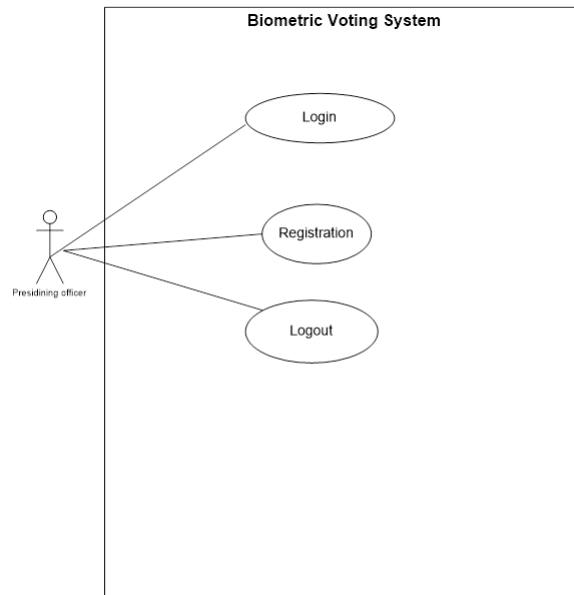 Biometric Voting System
Login
Registration
Presidining officer
Logout